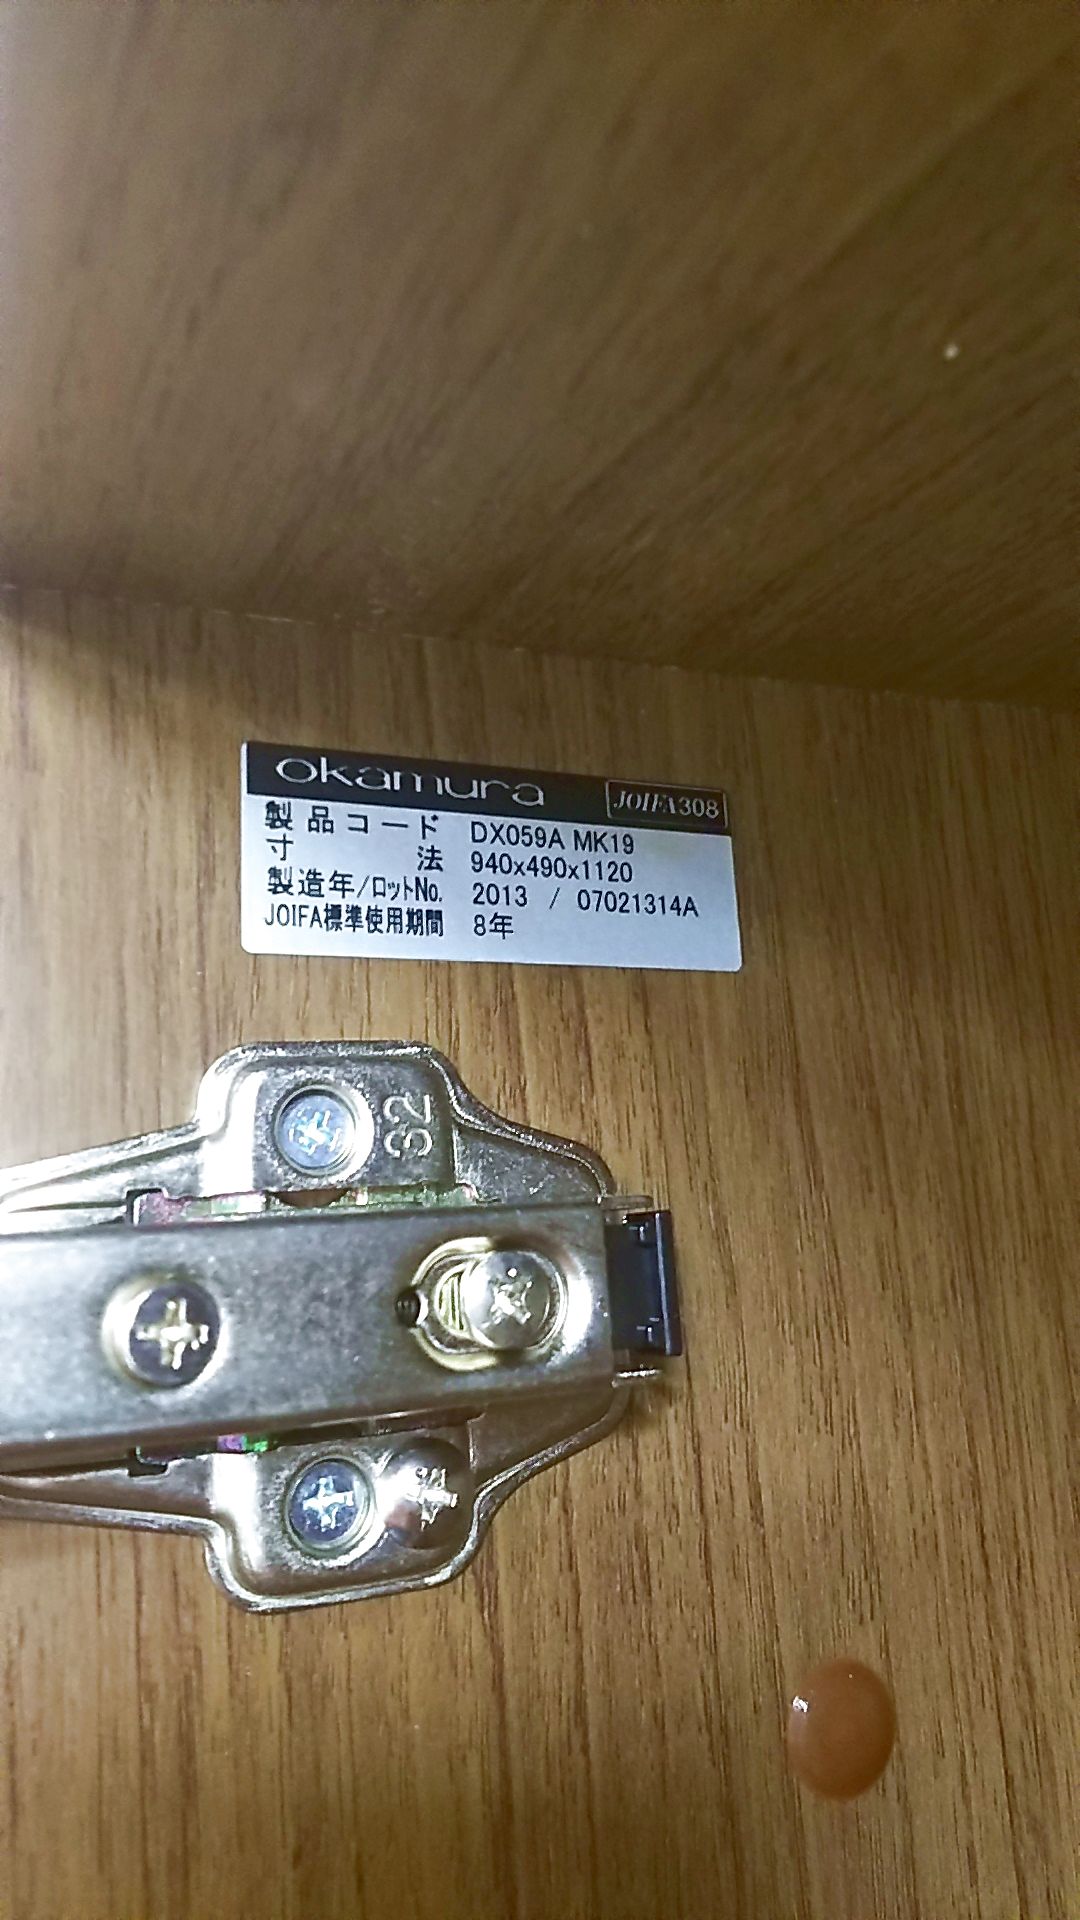 okamura JOIFA308
製品コード DX059A MK19
寸法 940x490x1120
製造年/ロットNo. 2013 / 07021314A
JOIFA標準使用期間 8年
32